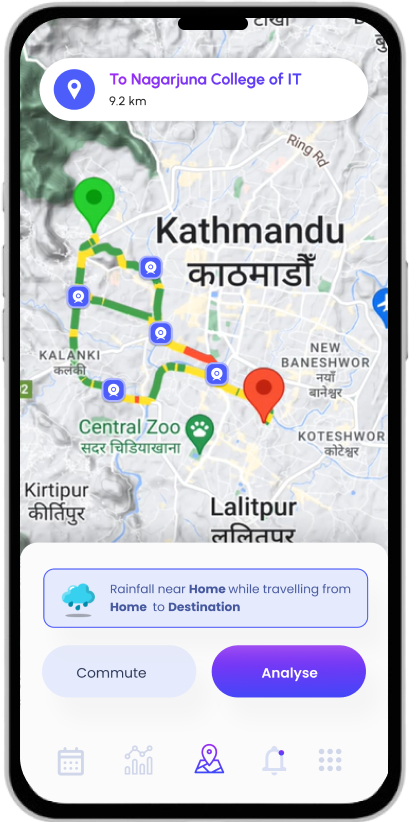 To Nagarjuna College of IT
9.2 km
Ring Rd
Kathmandu
काठमाडौँ
KALANKI
कलंकी
NEW
BANESHWOR
नयाँ
बानेश्वर
2
Central Zoo
सदर चिडियाखाना
KOTESHWOR
कोटेश्वर
Kirtipur
कीर्तिपुर
Lalitpur
ललितपुर
Rainfall near Home while travelling from
Home to Destination
Commute
Analyse